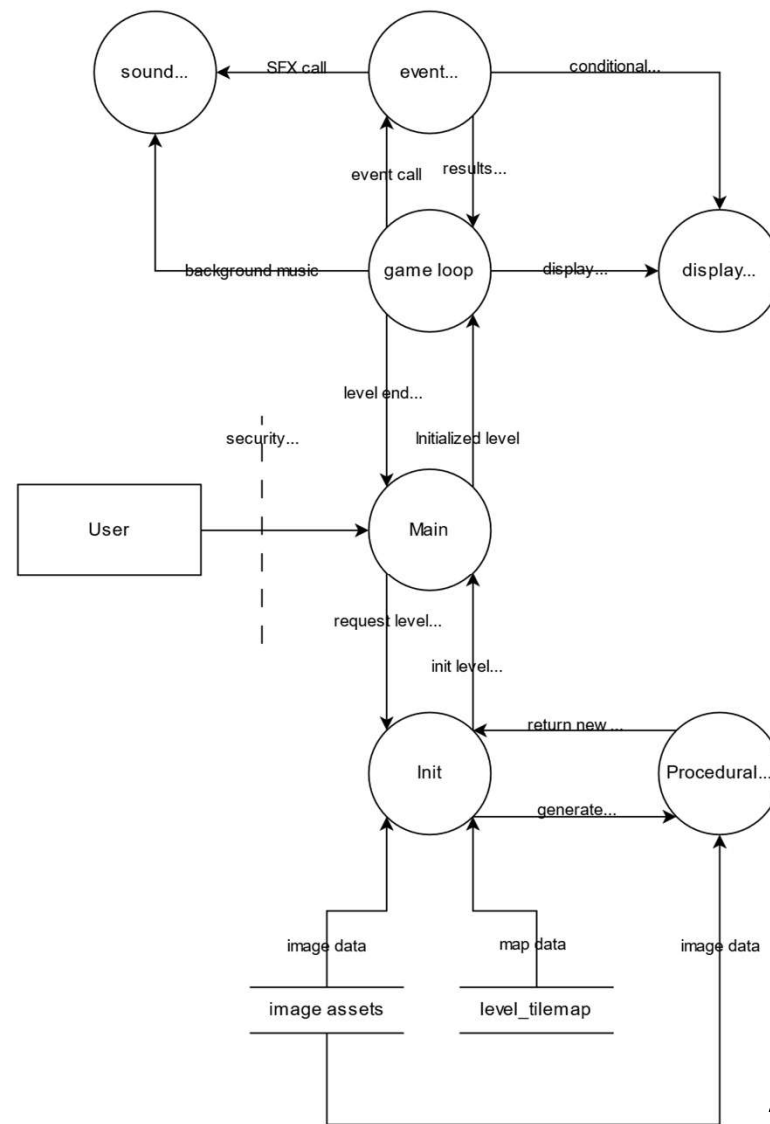 sound...
SFX call
event...
conditional...
event call
results...
background music
game loop
display...
display...
level end...
Initialized level
security...
User
Main
request level...
init level...
return new ...
Init
Procedural...
generate...
image data
map data
image data
image assets
level_tilemap